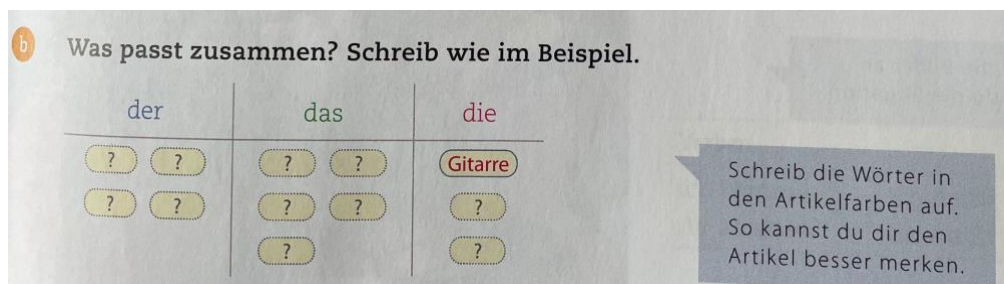 b Was passt zusammen? Schreib wie im Beispiel.
der das die
? ? ? ? Gitarre
? ? ? ? ?
? ?
Schreib die Wörter in
den Artikelfarben auf.
So kannst du dir den
Artikel besser merken.